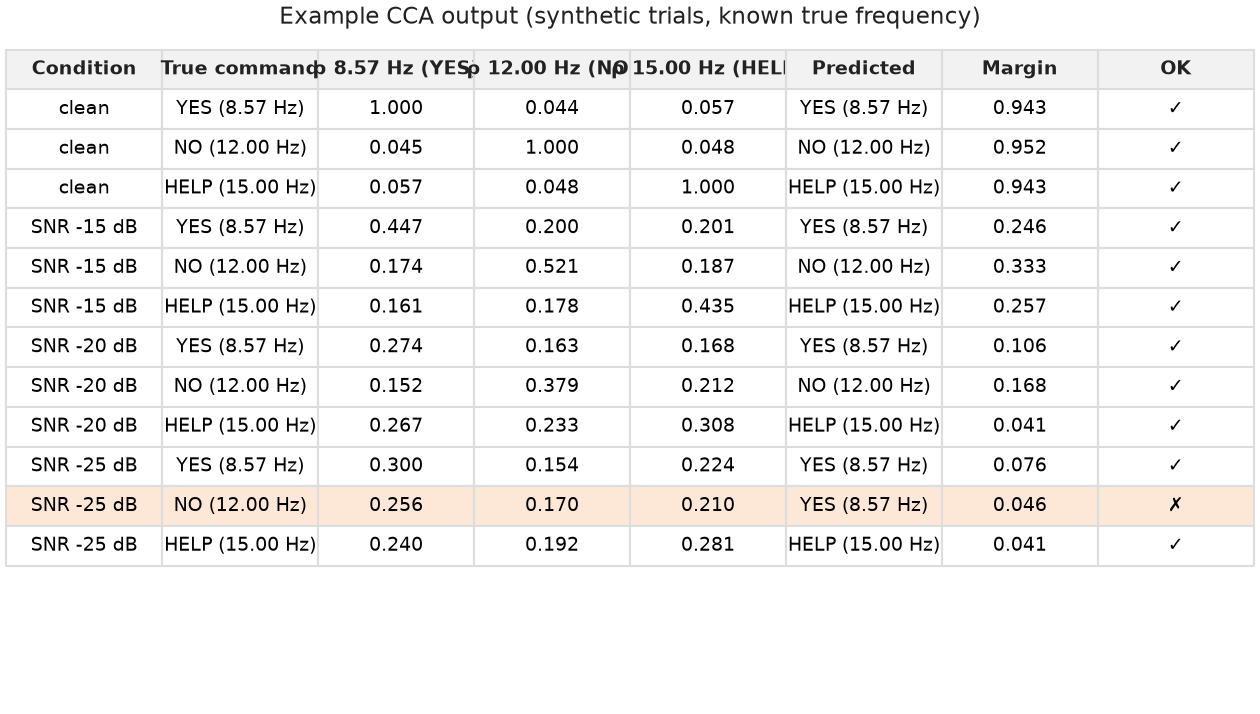 Example CCA output (synthetic trials, known true frequency)
Condition True command ρ 8.57 Hz (YES) ρ 12.00 Hz (NO) 15.00 Hz (HEL Predicted Margin OK
clean YES (8.57 Hz) 1.000 0.044 0.057 YES (8.57 Hz) 0.943 ✓
clean NO (12.00 Hz) 0.045 1.000 0.048 NO (12.00 Hz) 0.952 ✓
clean HELP (15.00 Hz) 0.057 0.048 1.000 HELP (15.00 Hz) 0.943 ✓
SNR -15 dB YES (8.57 Hz) 0.447 0.200 0.201 YES (8.57 Hz) 0.246 ✓
SNR -15 dB NO (12.00 Hz) 0.174 0.521 0.187 NO (12.00 Hz) 0.333 ✓
SNR -15 dB HELP (15.00 Hz) 0.161 0.178 0.435 HELP (15.00 Hz) 0.257 ✓
SNR -20 dB YES (8.57 Hz) 0.274 0.163 0.168 YES (8.57 Hz) 0.106 ✓
SNR -20 dB NO (12.00 Hz) 0.152 0.379 0.212 NO (12.00 Hz) 0.168 ✓
SNR -20 dB HELP (15.00 Hz) 0.267 0.233 0.308 HELP (15.00 Hz) 0.041 ✓
SNR -25 dB YES (8.57 Hz) 0.300 0.154 0.224 YES (8.57 Hz) 0.076 ✓
SNR -25 dB NO (12.00 Hz) 0.256 0.170 0.210 YES (8.57 Hz) 0.046 ✗
SNR -25 dB HELP (15.00 Hz) 0.240 0.192 0.281 HELP (15.00 Hz) 0.041 ✓